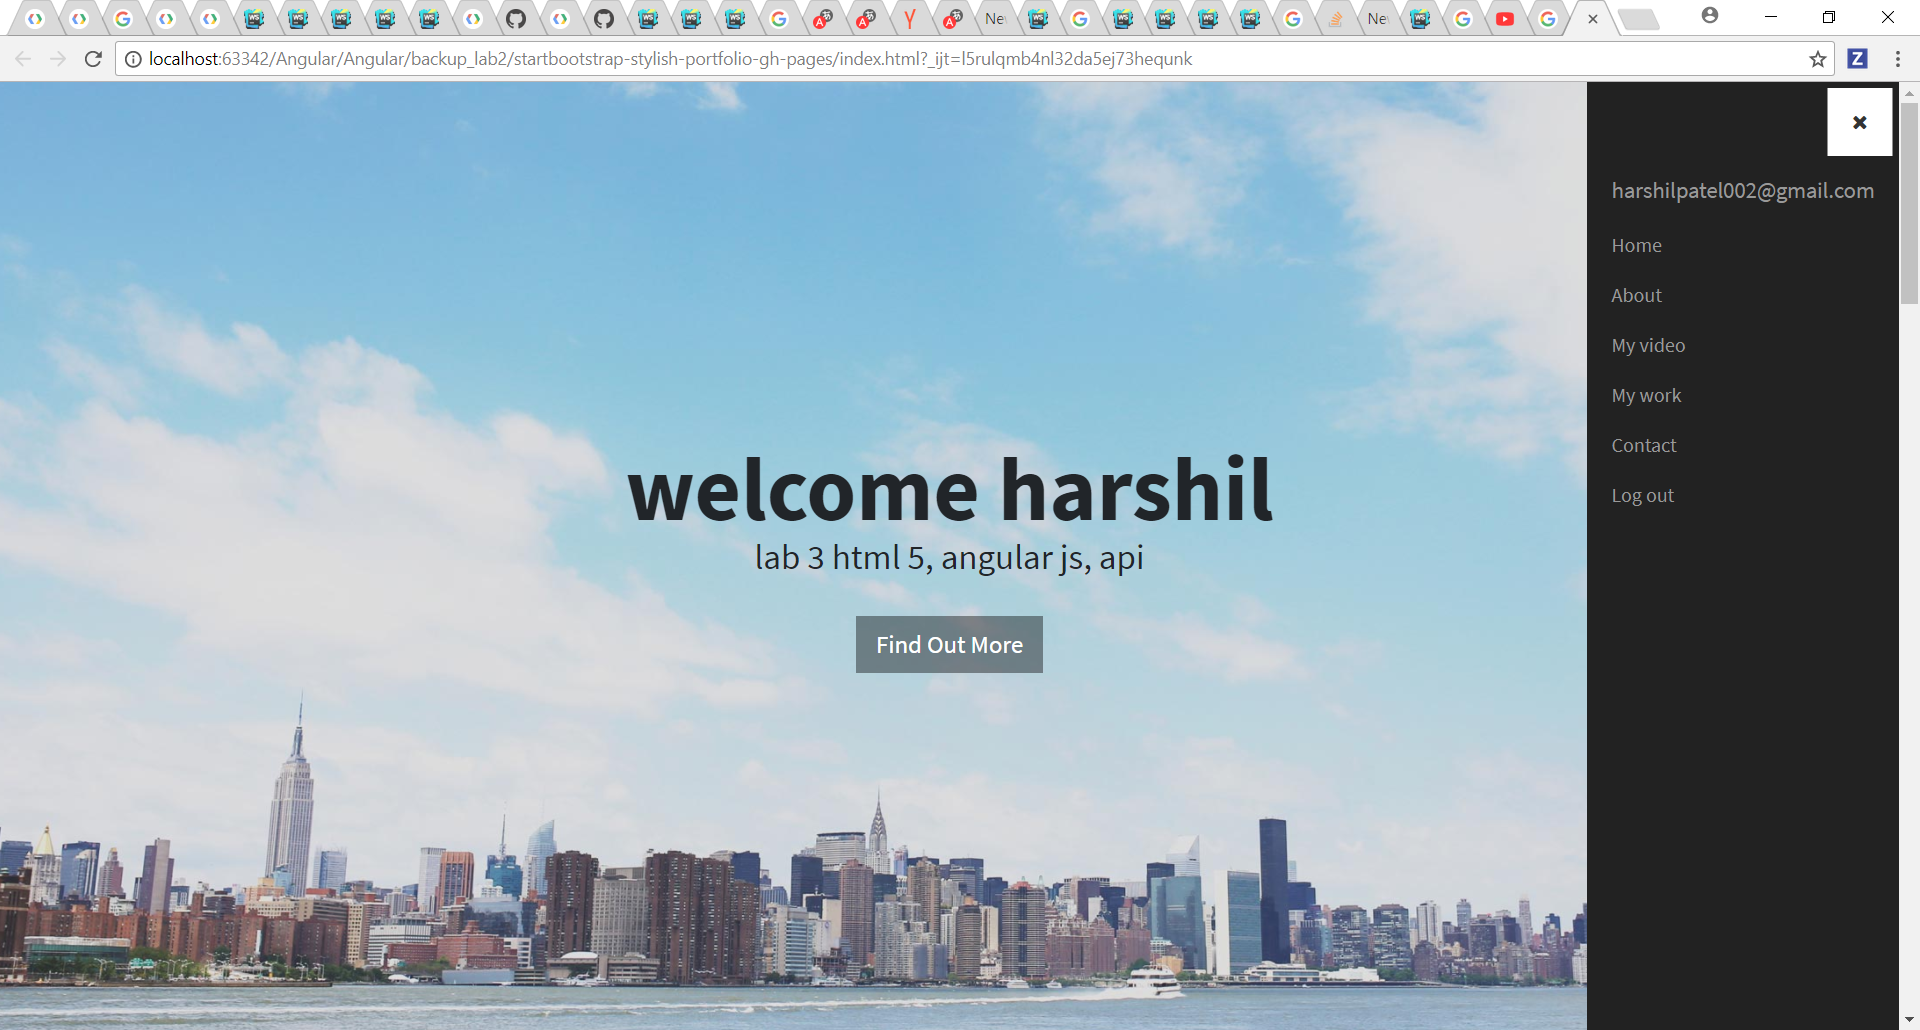 New
New
localhost:63342/Angular/Angular/backup_lab2/startbootstrap-stylish-portfolio-gh-pages/index.html?_ijt=l5rulqmb4nl32da5ej73hequnk
harshilpatel002@gmail.com
Home
About
My video
My work
Contact
Log out
welcome harshil
lab 3 html 5, angular js, api
Find Out More